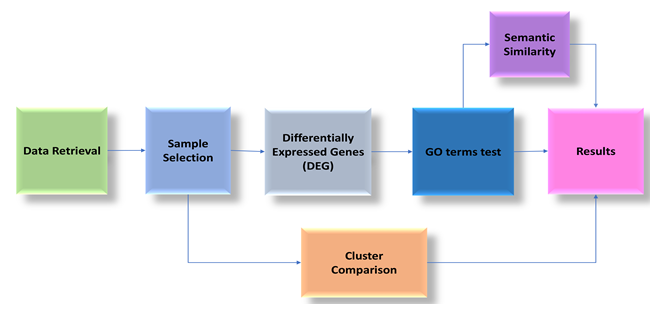 Semantic
Similarity
Data Retrieval
Sample
Selection
Differentially
Expressed Genes
(DEG)
GO terms test
Results
Cluster
Comparison